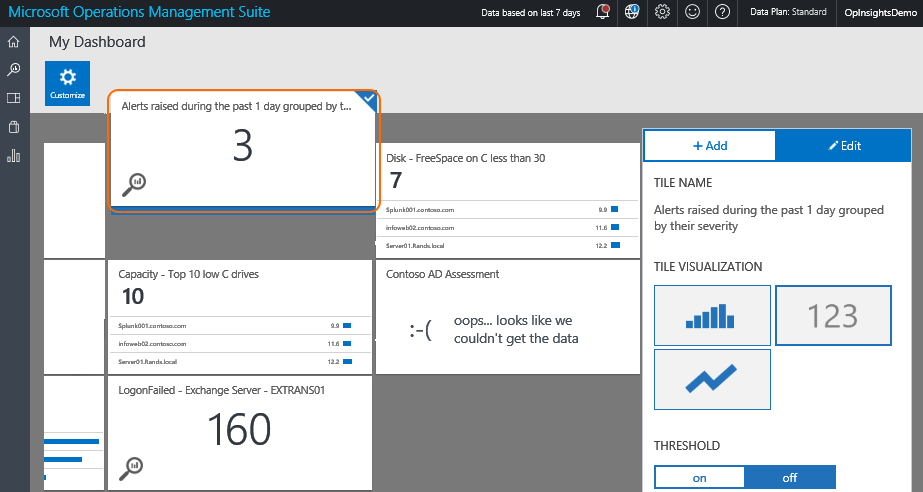 Microsoft Operations Management Suite
Data based on last 7 days
Data Plan: Standard
OpInsightsDemo
My Dashboard
Customize
Alerts raised during the past 1 day grouped by t...
3
Disk - FreeSpace on C less than 30
7
Splunk001.contoso.com 9.9
infoweb02.contoso.com 11.6
Server01.Rands.local 12.2
Capacity - Top 10 low C drives
10
Splunk001.contoso.com 9.9
infoweb02.contoso.com 11.6
Server01.Rands.local 12.2
Contoso AD Assessment
:-(
oops... looks like we
couldn't get the data
LogonFailed - Exchange Server - EXTRANS01
160
+ Add
Edit
TILE NAME
Alerts raised during the past 1 day grouped
by their severity
TILE VISUALIZATION
123
THRESHOLD
on
off